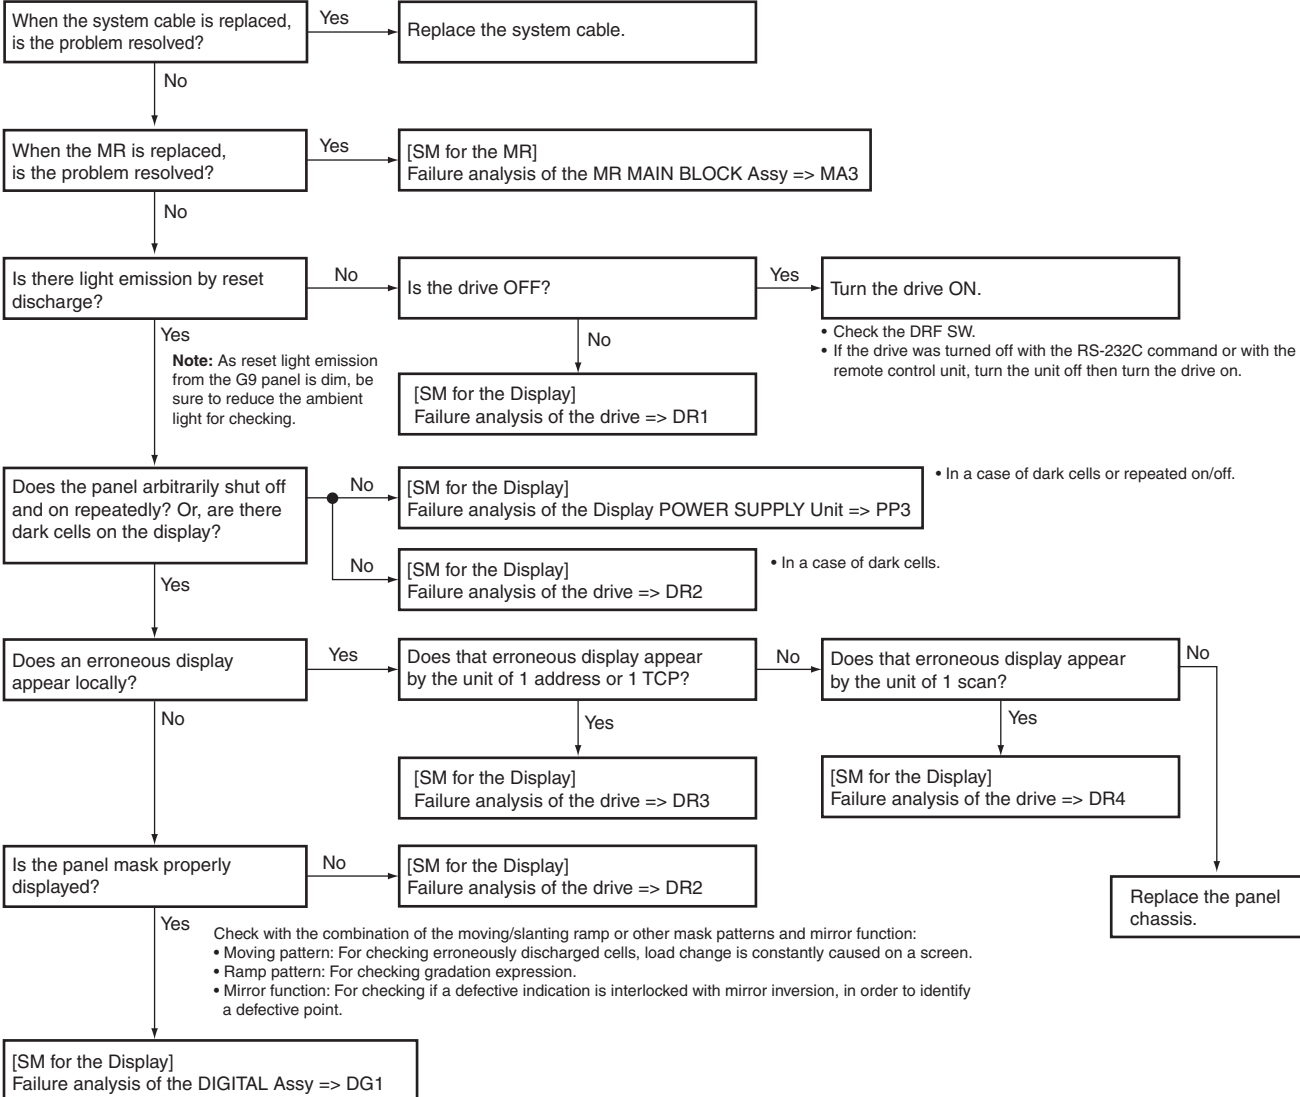 When the system cable is replaced,
is the problem resolved?
Yes
Replace the system cable.
No
When the MR is replaced,
is the problem resolved?
Yes
[SM for the MR]
Failure analysis of the MR MAIN BLOCK Assy => MA3
No
Is there light emission by reset
discharge?
No
Is the drive OFF?
Yes
Turn the drive ON.
• Check the DRF SW.
• If the drive was turned off with the RS-232C command or with the
remote control unit, turn the unit off then turn the drive on.
No
[SM for the Display]
Failure analysis of the drive => DR1
Yes
Note: As reset light emission
from the G9 panel is dim, be
sure to reduce the ambient
light for checking.
Does the panel arbitrarily shut off
and on repeatedly? Or, are there
dark cells on the display?
No
[SM for the Display]
Failure analysis of the Display POWER SUPPLY Unit => PP3
• In a case of dark cells or repeated on/off.
No
[SM for the Display]
Failure analysis of the drive => DR2
• In a case of dark cells.
Yes
Does an erroneous display
appear locally?
Yes
Does that erroneous display appear
by the unit of 1 address or 1 TCP?
No
Does that erroneous display appear
by the unit of 1 scan?
No
Yes
[SM for the Display]
Failure analysis of the drive => DR3
Yes
[SM for the Display]
Failure analysis of the drive => DR4
Replace the panel
chassis.
No
Is the panel mask properly
displayed?
No
[SM for the Display]
Failure analysis of the drive => DR2
Yes
Check with the combination of the moving/slanting ramp or other mask patterns and mirror function:
• Moving pattern: For checking erroneously discharged cells, load change is constantly caused on a screen.
• Ramp pattern: For checking gradation expression.
• Mirror function: For checking if a defective indication is interlocked with mirror inversion, in order to identify
a defective point.
[SM for the Display]
Failure analysis of the DIGITAL Assy => DG1